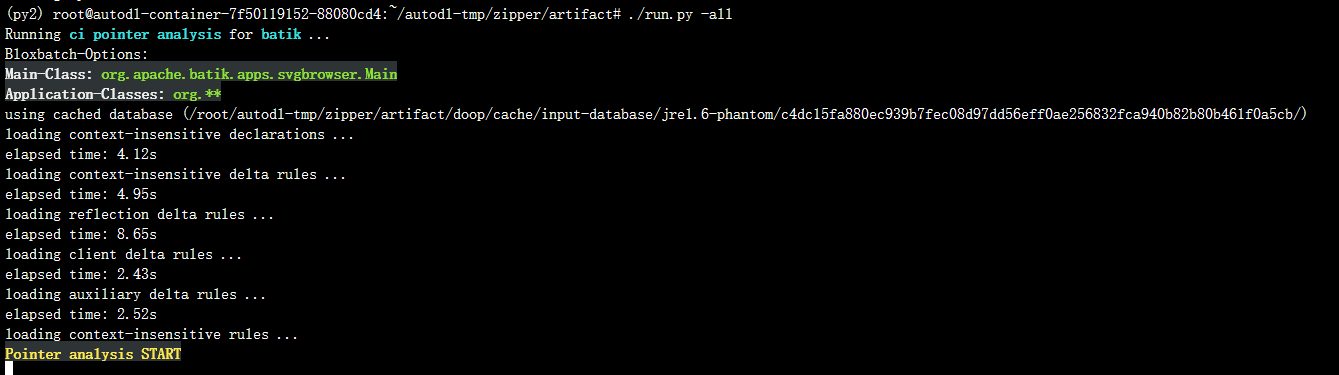 (py2) root@autodl-container-7f50119152-88080cd4:~/autodl-tmp/zipper/artifact# ./run.py -all
Running ci pointer analysis for batik ...
Bloxbatch-Options:
Main-Class: org.apache.batik.apps.svgbrowser.Main
Application-Classes: org.**
using cached database (/root/autodl-tmp/zipper/artifact/doop/cache/input-database/jre1.6-phantom/c4dc15fa880ec939b7fec08d97dd56eff0ae256832fca940b82b80b461f0a5cb/)
loading context-insensitive declarations ...
elapsed time: 4.12s
loading context-insensitive delta rules ...
elapsed time: 4.95s
loading reflection delta rules ...
elapsed time: 8.65s
loading client delta rules ...
elapsed time: 2.43s
loading auxiliary delta rules ...
elapsed time: 2.52s
loading context-insensitive rules ...
Pointer analysis START